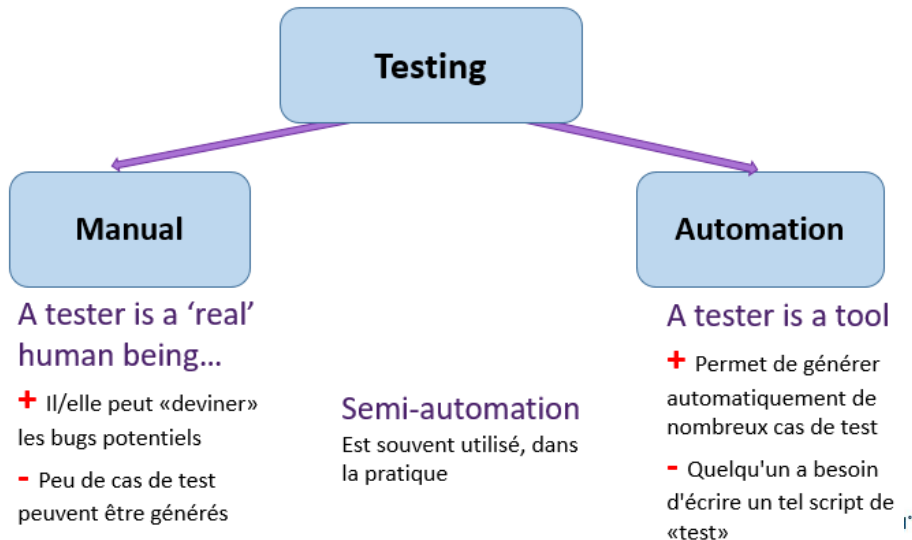 Testing
Manual
Automation
A tester is a ‘real’
human being…
+ Il/elle peut «deviner»
les bugs potentiels
- Peu de cas de test
peuvent être générés
Semi-automation
Est souvent utilisé, dans
la pratique
A tester is a tool
+ Permet de générer
automatiquement de
nombreux cas de test
- Quelqu'un a besoin
d'écrire un tel script de
«test»